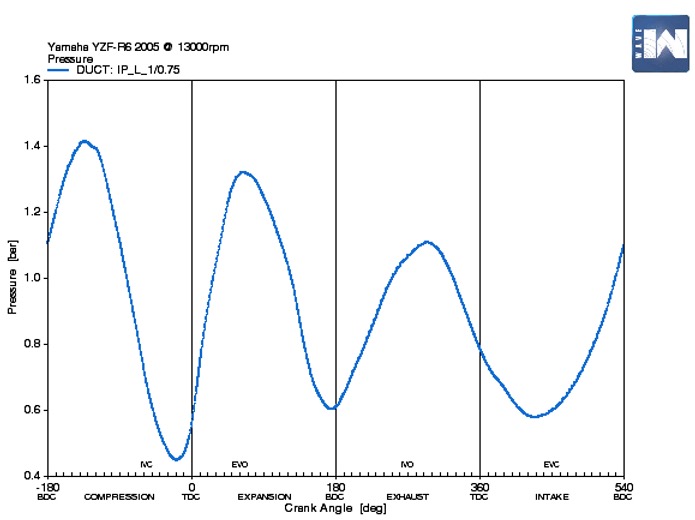 WAVE
Yamaha YZF-R6 2005 @ 13000rpm
Pressure
DUCT: IP_L_1/0.75
1.6
1.4
1.2
1.0
0.8
0.6
0.4
Pressure [bar]
IVC EVO IVO EVC
-180 0 180 360 540
BDC COMPRESSION TDC EXPANSION BDC EXHAUST TDC INTAKE BDC
Crank Angle [deg]